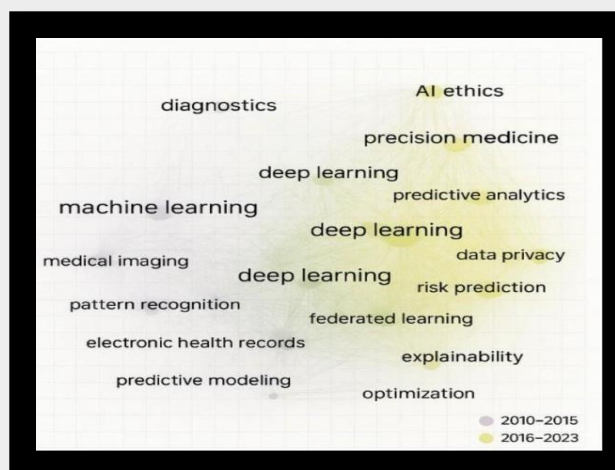 AI ethics
diagnostics
precision medicine
deep learning
predictive analytics
machine learning
deep learning
data privacy
medical imaging
deep learning
risk prediction
pattern recognition
federated learning
electronic health records
explainability
predictive modeling
optimization
2010–2015
2016–2023